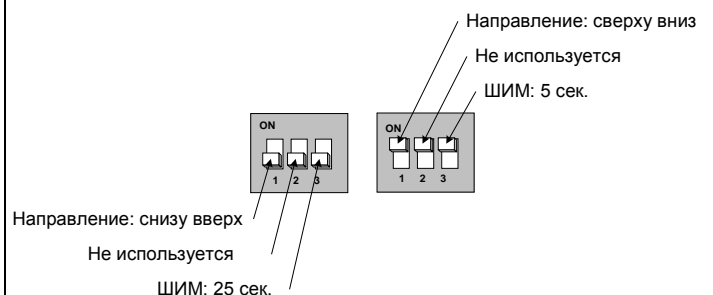 Направление: сверху вниз
Не используется
ШИМ: 5 сек.
ON
1 2 3
ON
1 2 3
Направление: снизу вверх
Не используется
ШИМ: 25 сек.